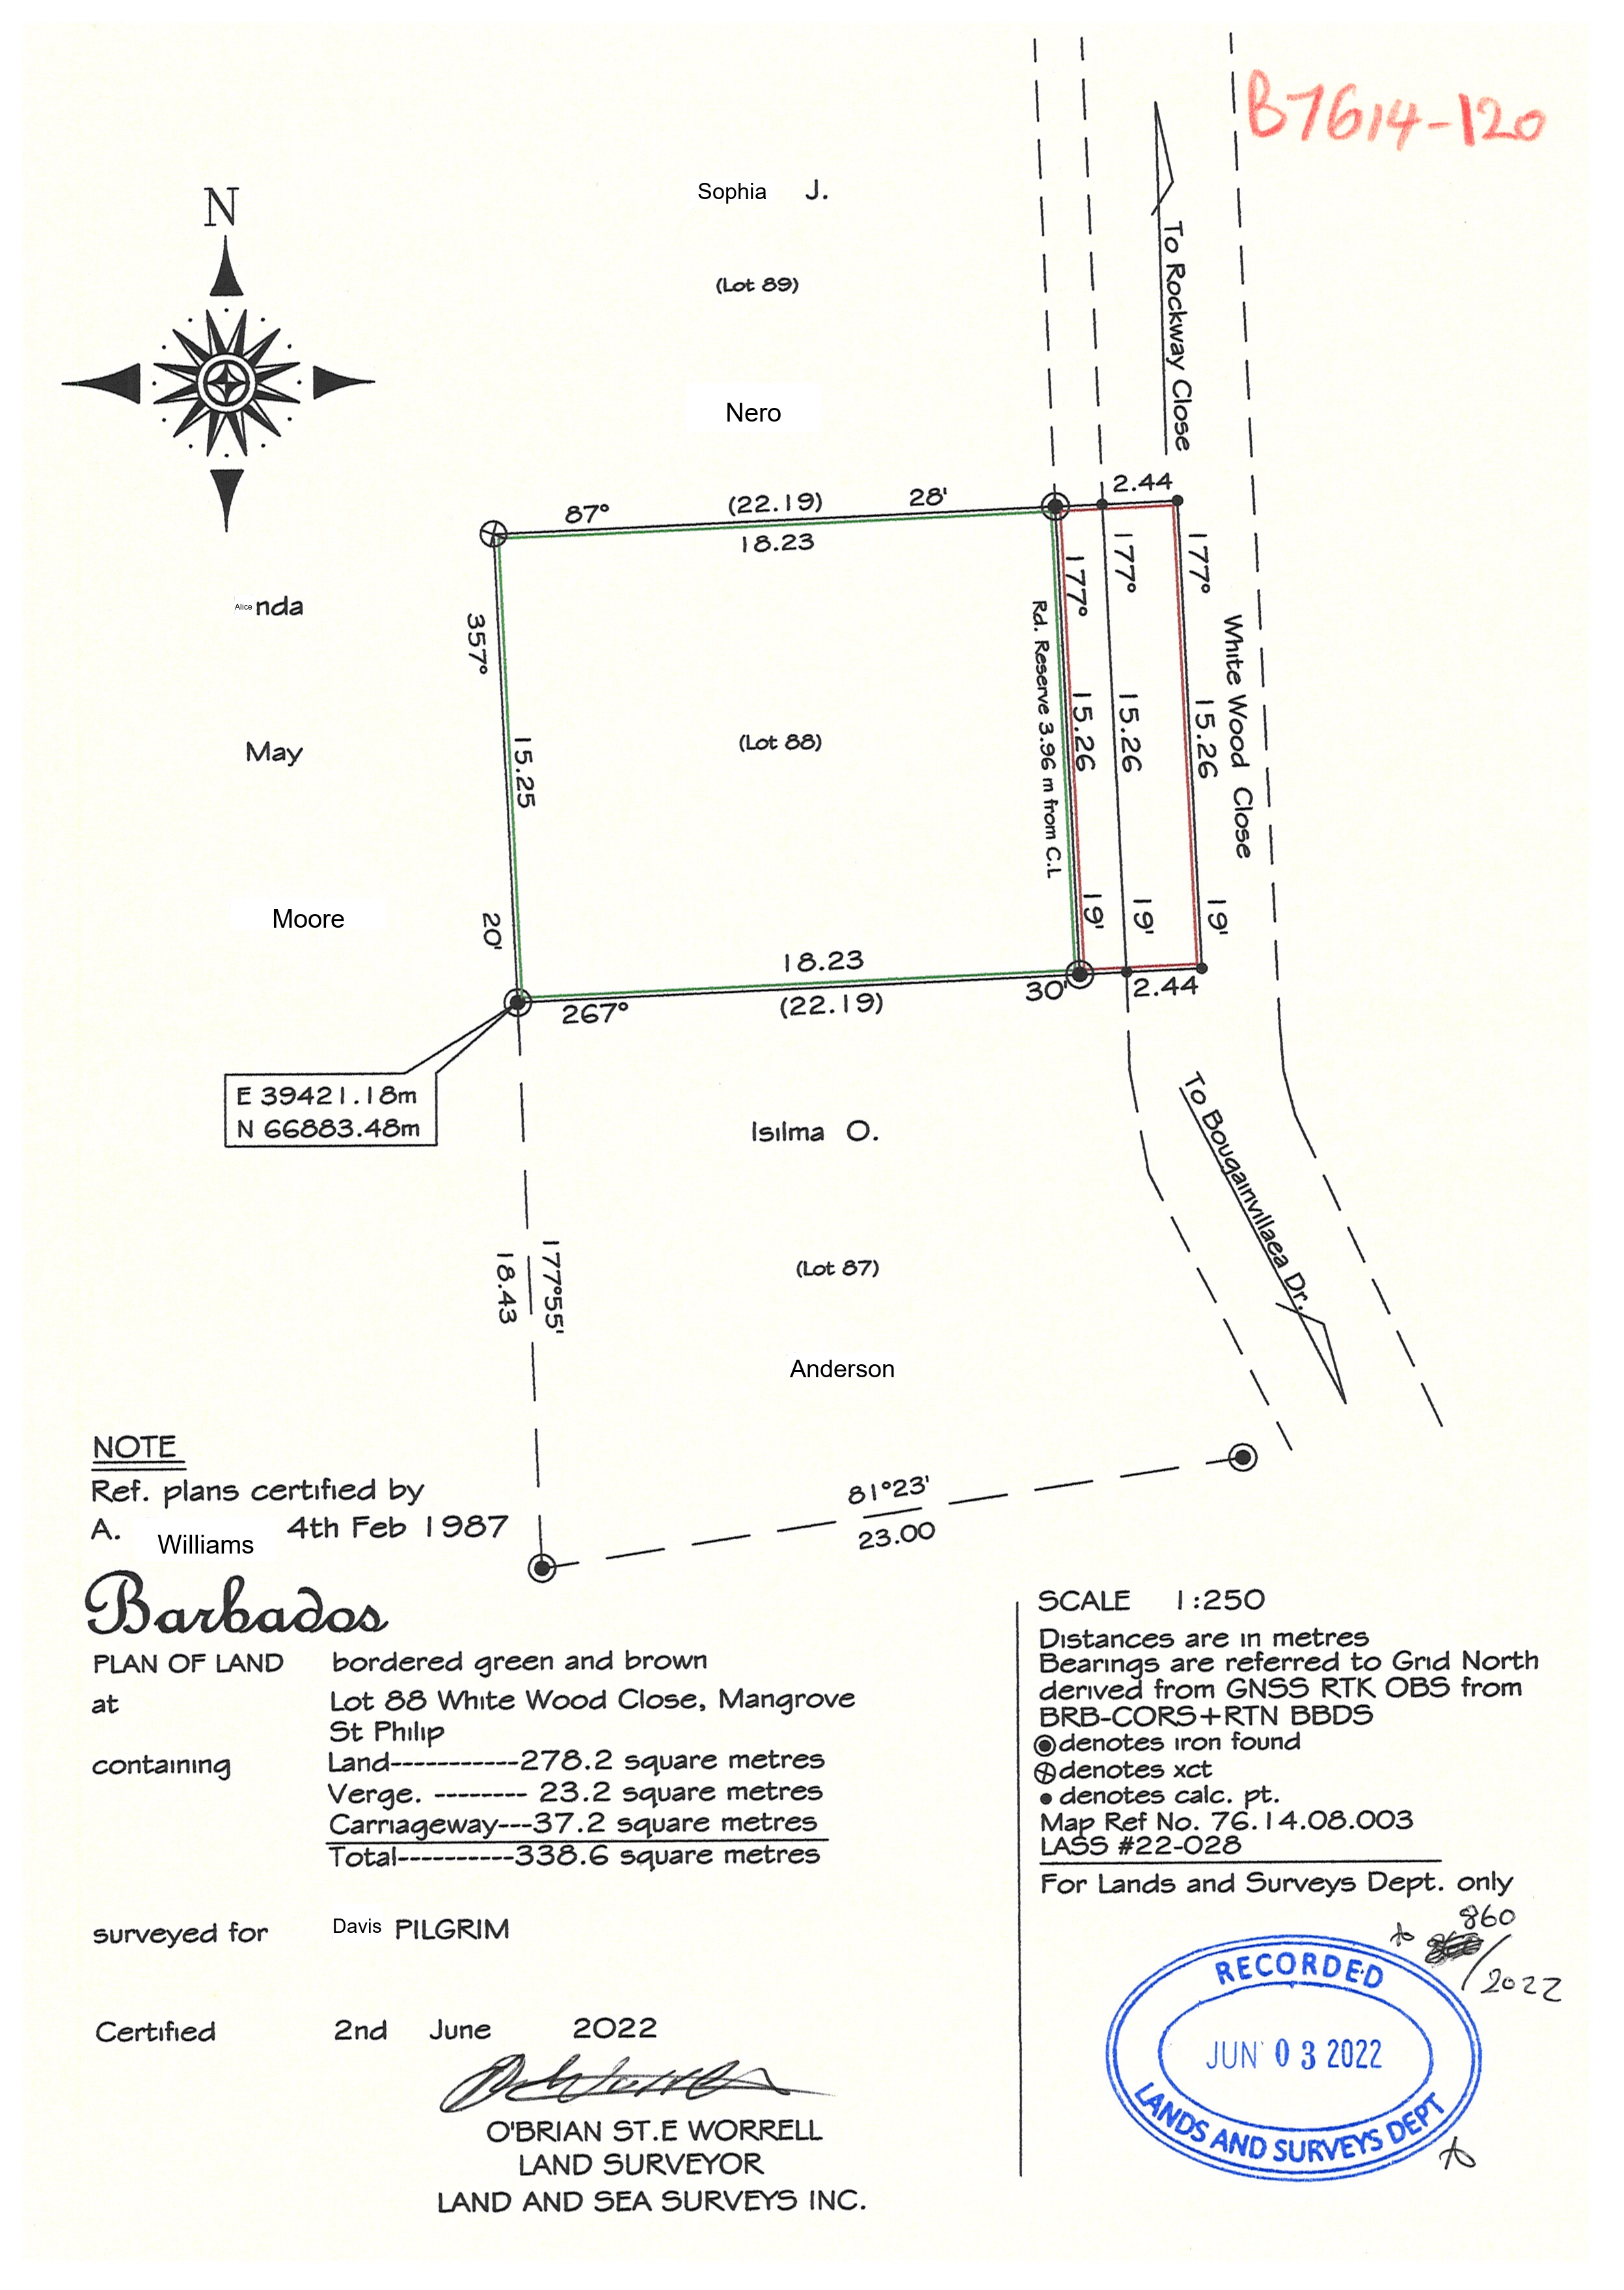 B7614-120
N
Sophia J.
(Lot 89)
Nero
To Rockway Close
2.44
87° (22.19) 28'
18.23
Alice nda
May
Moore
357°
15.25
20'
(Lot 88)
Rd. Reserve 3.96 m from C.L
177° 15.26 19'
177° 15.26 19'
177° 15.26 19'
White Wood Close
18.23
267° (22.19) 30'
2.44
E 39421.18m
N 66883.48m
Isilma O.
(Lot 87)
Anderson
To Bougainvillaea Dr.
177°55'
18.43
81°23'
23.00
NOTE
Ref. plans certified by
A. Williams 4th Feb 1987
Barbados
PLAN OF LAND bordered green and brown
at Lot 88 White Wood Close, Mangrove
St Philip
containing Land-----------278.2 square metres
Verge. -------- 23.2 square metres
Carriageway---37.2 square metres
Total----------338.6 square metres
surveyed for Davis PILGRIM
Certified 2nd June 2022
O'BRIAN ST.E WORRELL
LAND SURVEYOR
LAND AND SEA SURVEYS INC.
SCALE 1:250
Distances are in metres
Bearings are referred to Grid North
derived from GNSS RTK OBS from
BRB-CORS+RTN BBDS
denotes iron found
denotes xct
denotes calc. pt.
Map Ref No. 76.14.08.003
LASS #22-028
For Lands and Surveys Dept. only
860
/2022
RECORDED
JUN 03 2022
LANDS AND SURVEYS DEPT